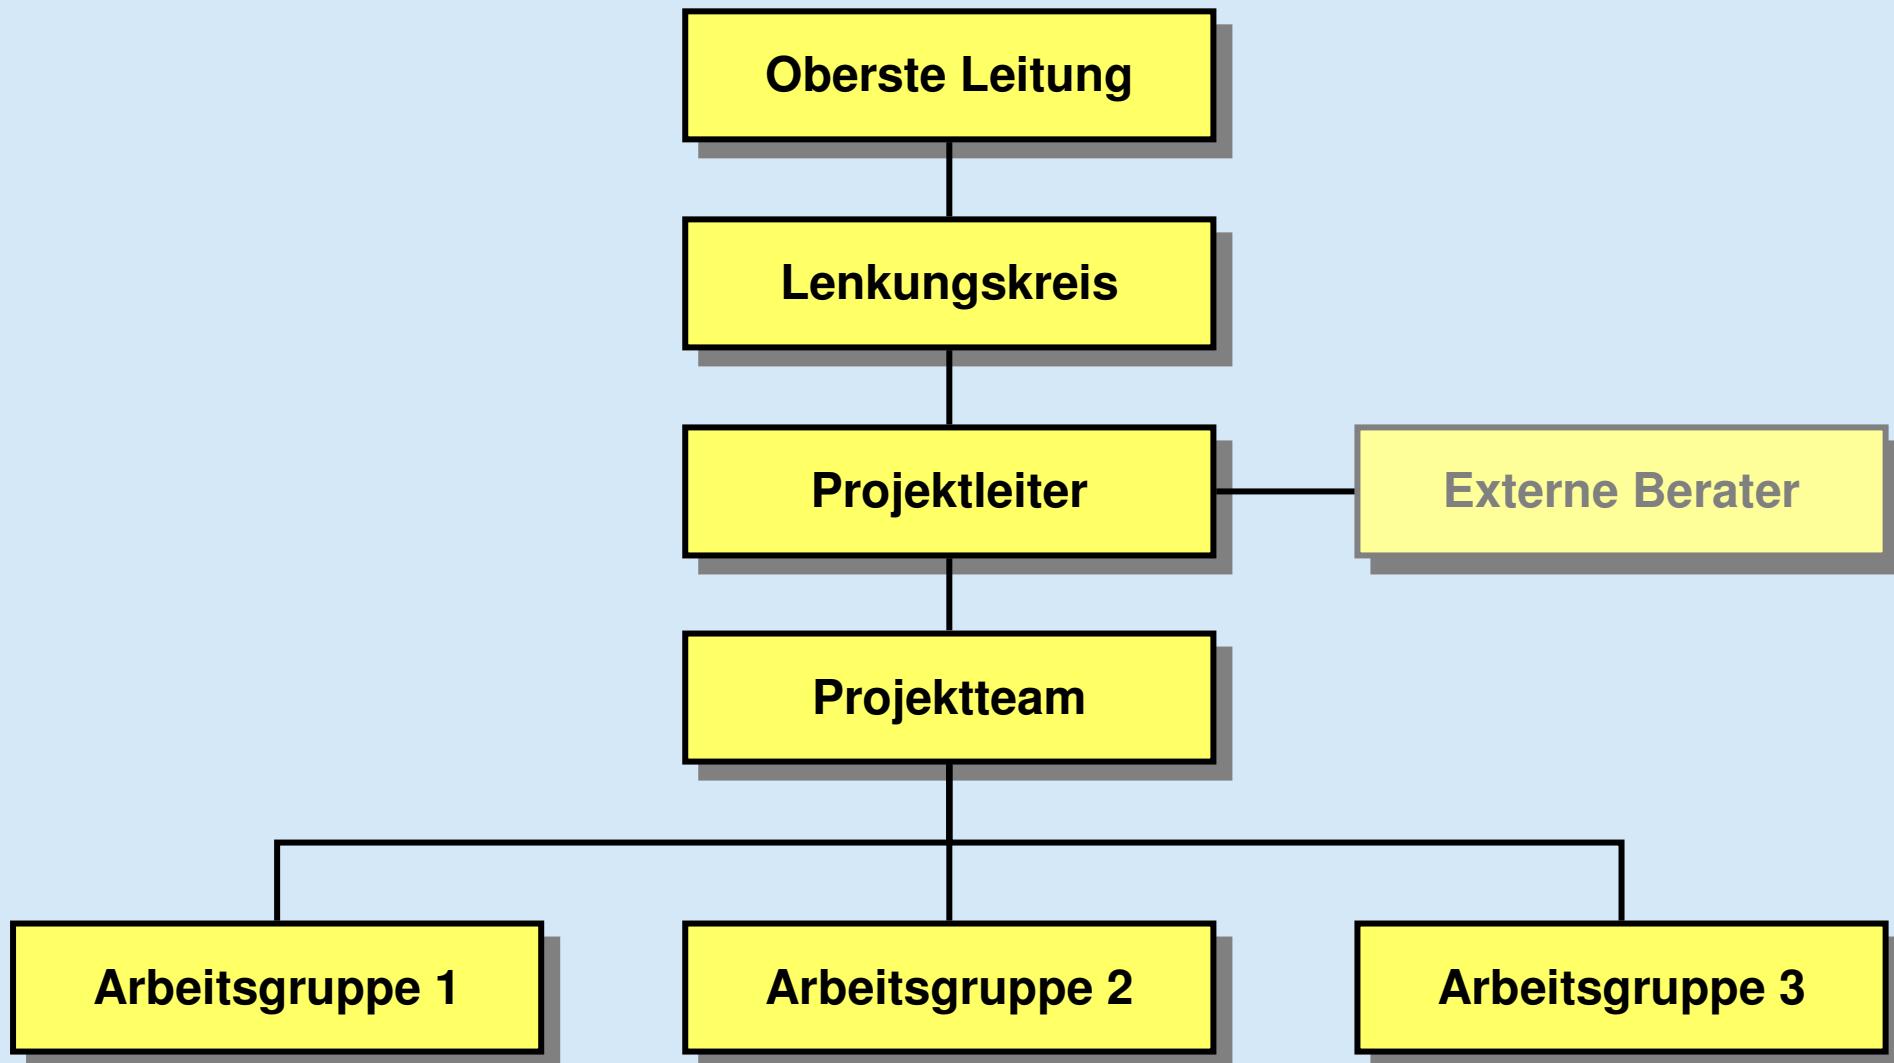 Oberste Leitung
Lenkungskreis
Projektleiter
Externe Berater
Projektteam
Arbeitsgruppe 1
Arbeitsgruppe 2
Arbeitsgruppe 3